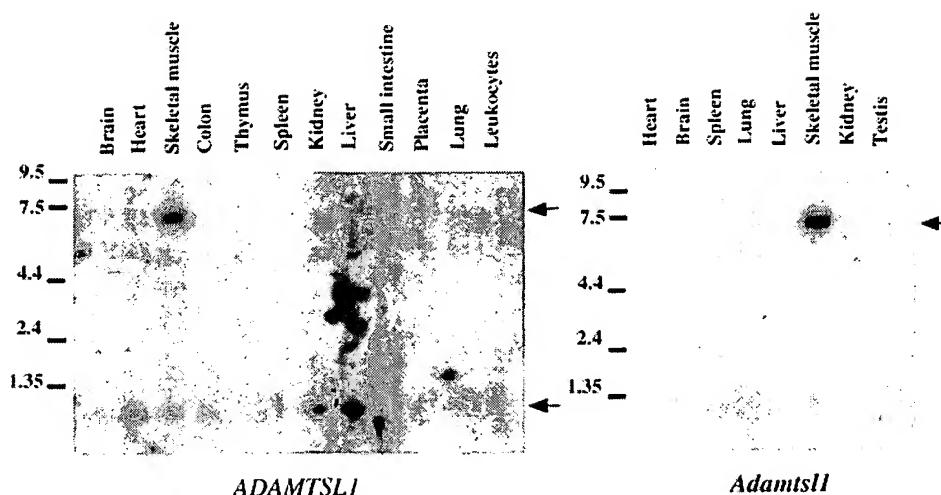 Brain
Heart
Skeletal muscle
Colon
Thymus
Spleen
Kidney
Liver
Small intestine
Placenta
Lung
Leukocytes
9.5
7.5
4.4
2.4
1.35
ADAMTSL1
Heart
Brain
Spleen
Lung
Liver
Skeletal muscle
Kidney
Testis
9.5
7.5
4.4
2.4
1.35
Adamtsl1